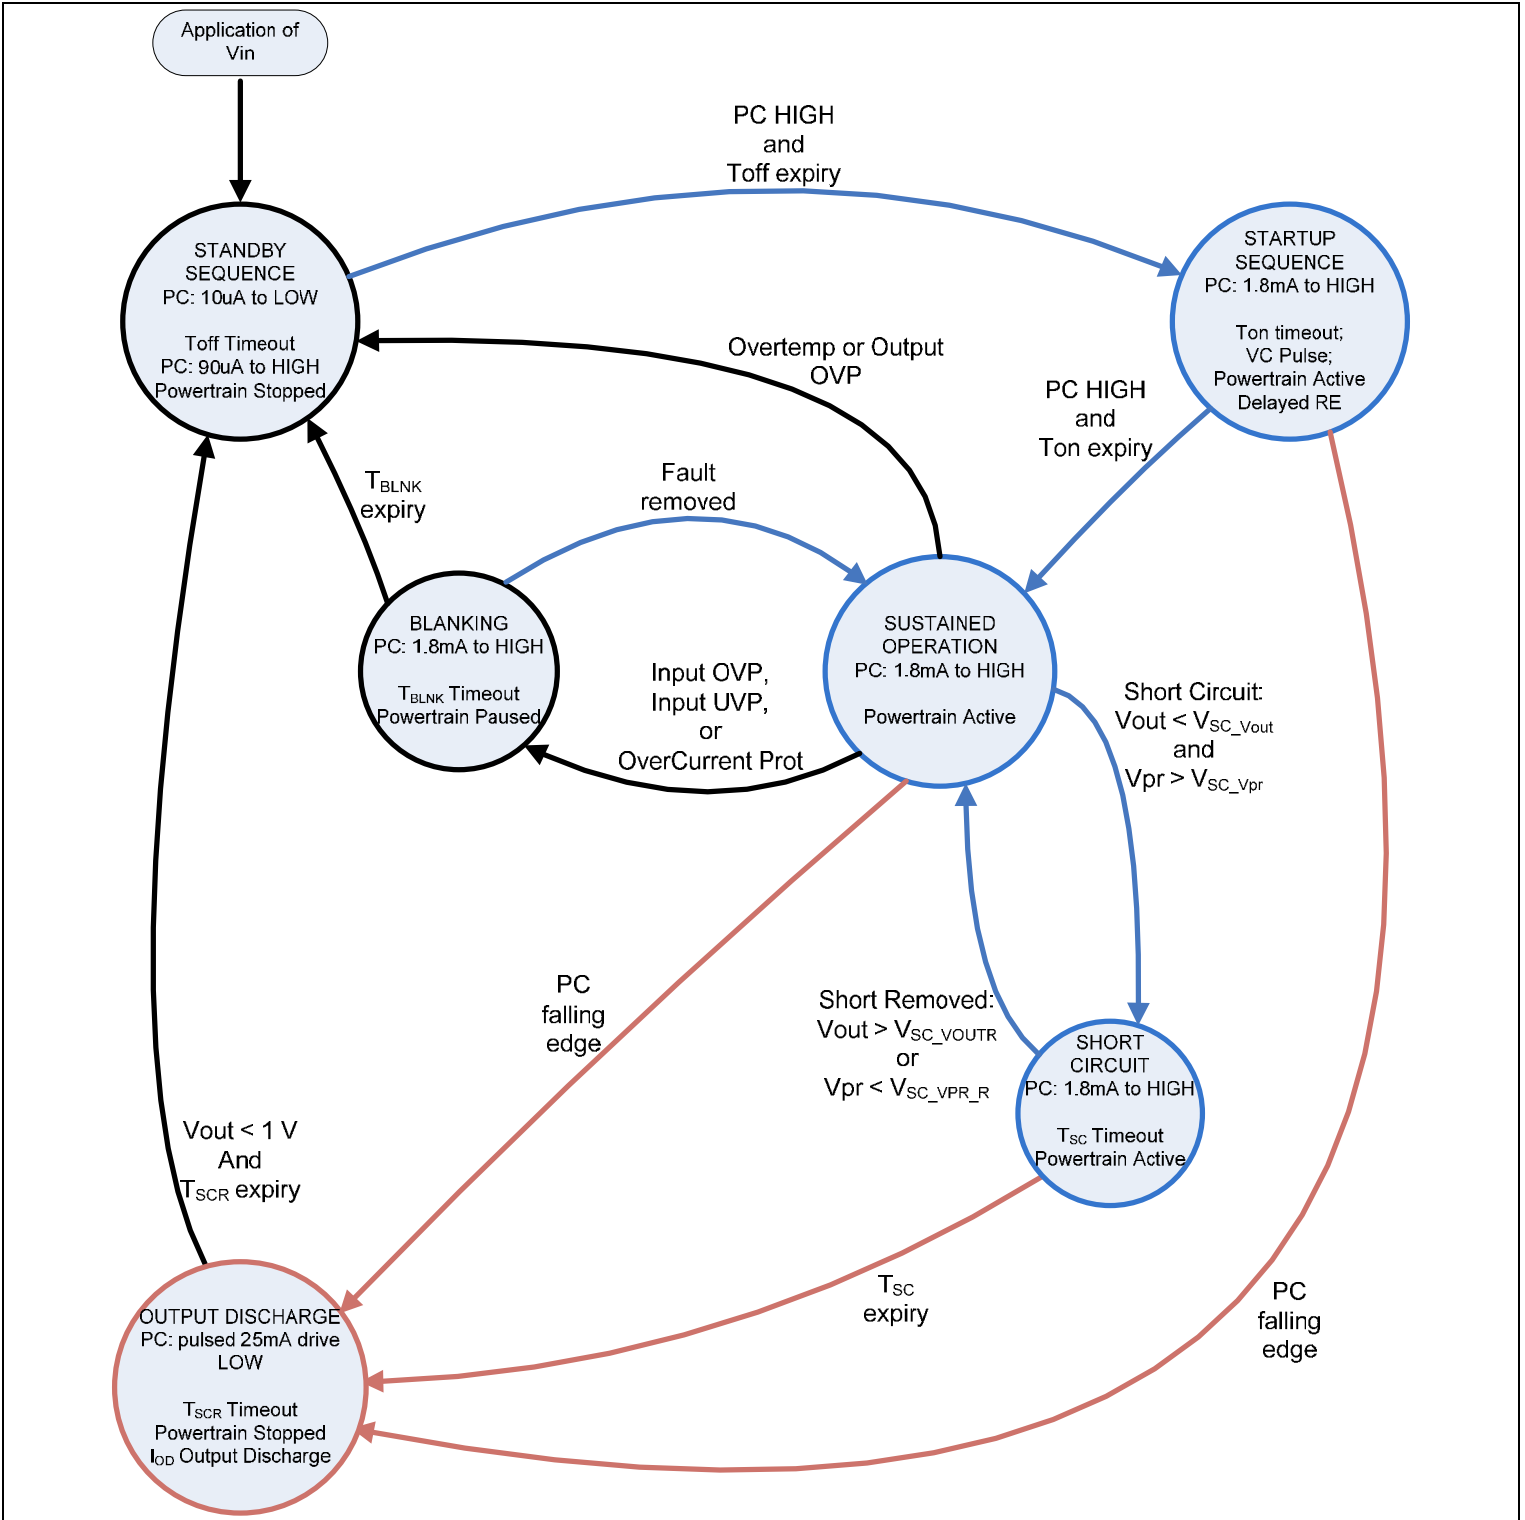 Application of
Vin
PC HIGH
and
Toff expiry
STANDBY
SEQUENCE
PC: 10uA to LOW
Toff Timeout
PC: 90uA to HIGH
Powertrain Stopped
STARTUP
SEQUENCE
PC: 1.8mA to HIGH
Ton timeout;
VC Pulse;
Powertrain Active
Delayed RE
Overtemp or Output
OVP
PC HIGH
and
Ton expiry
TBLNK
expiry
Fault
removed
BLANKING
PC: 1.8mA to HIGH
TBLNK Timeout
Powertrain Paused
Input OVP,
Input UVP,
or
OverCurrent Prot
SUSTAINED
OPERATION
PC: 1.8mA to HIGH
Powertrain Active
Short Circuit:
Vout < VSC_Vout
and
Vpr > VSC_Vpr
PC
falling
edge
Short Removed:
Vout > VSC_VOUTR
or
Vpr < VSC_VPR_R
SHORT
CIRCUIT
PC: 1.8mA to HIGH
TSC Timeout
Powertrain Active
Vout < 1 V
And
TSCR expiry
TSC
expiry
PC
falling
edge
OUTPUT DISCHARGE
PC: pulsed 25mA drive
LOW
TSCR Timeout
Powertrain Stopped
IOD Output Discharge